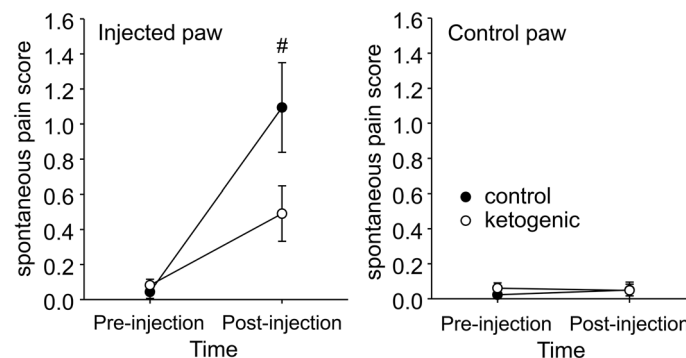 Injected paw
#
spontaneous pain score
1.6
1.4
1.2
1.0
0.8
0.6
0.4
0.2
0.0
Pre-injection Post-injection
Time
Control paw
spontaneous pain score
1.6
1.4
1.2
1.0
0.8
0.6
0.4
0.2
0.0
control
ketogenic
Pre-injection Post-injection
Time